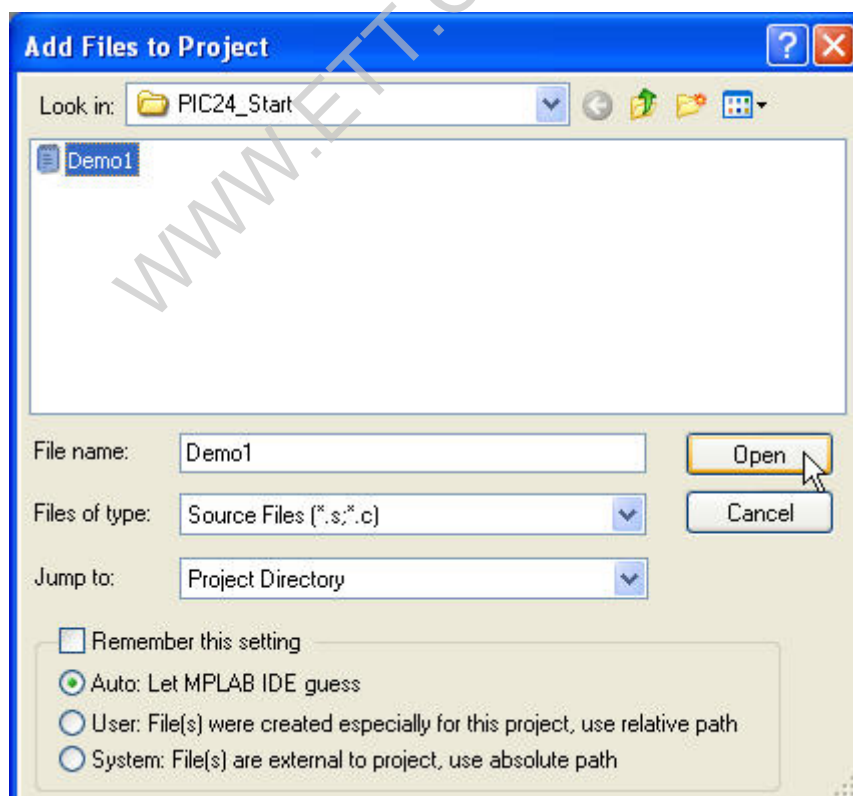 Add Files to Project
Look in: PIC24_Start
Demo1
WWW.ETT.C
File name: Demo1 Open
Files of type: Source Files (*.s;*.c) Cancel
Jump to: Project Directory
Remember this setting
Auto: Let MPLAB IDE guess
User: File(s) were created especially for this project, use relative path
System: File(s) are external to project, use absolute path